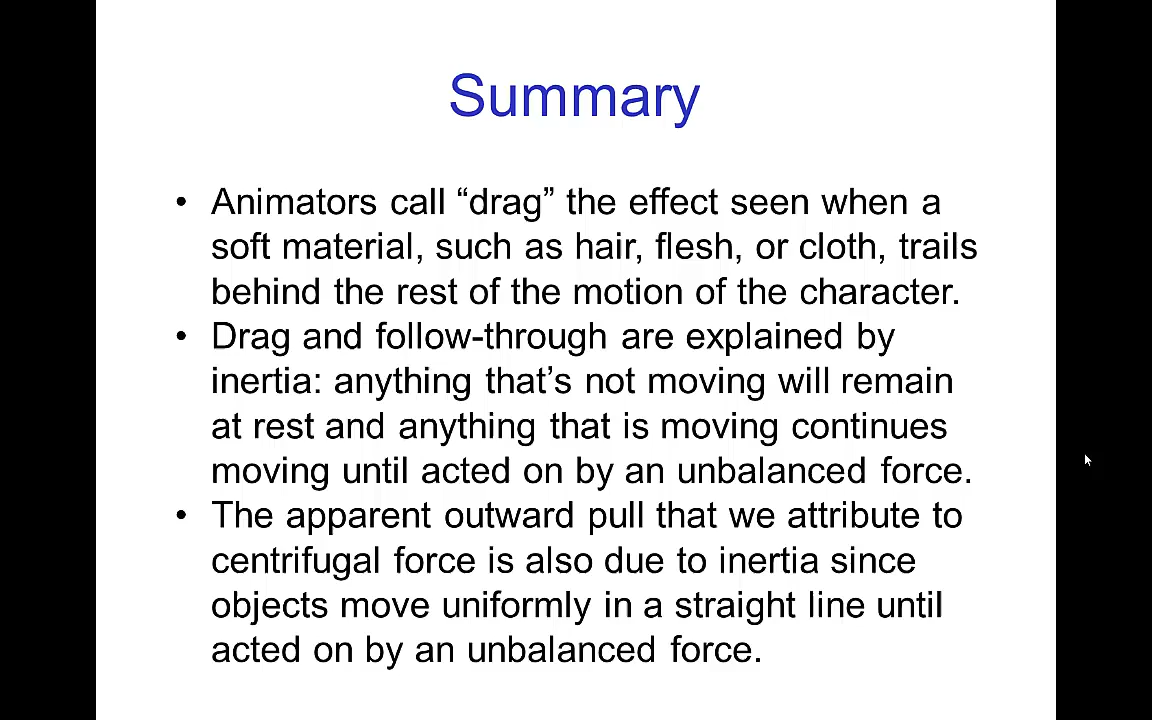 Summary
• Animators call “drag” the effect seen when a
soft material, such as hair, flesh, or cloth, trails
behind the rest of the motion of the character.
• Drag and follow-through are explained by
inertia: anything that’s not moving will remain
at rest and anything that is moving continues
moving until acted on by an unbalanced force.
• The apparent outward pull that we attribute to
centrifugal force is also due to inertia since
objects move uniformly in a straight line until
acted on by an unbalanced force.